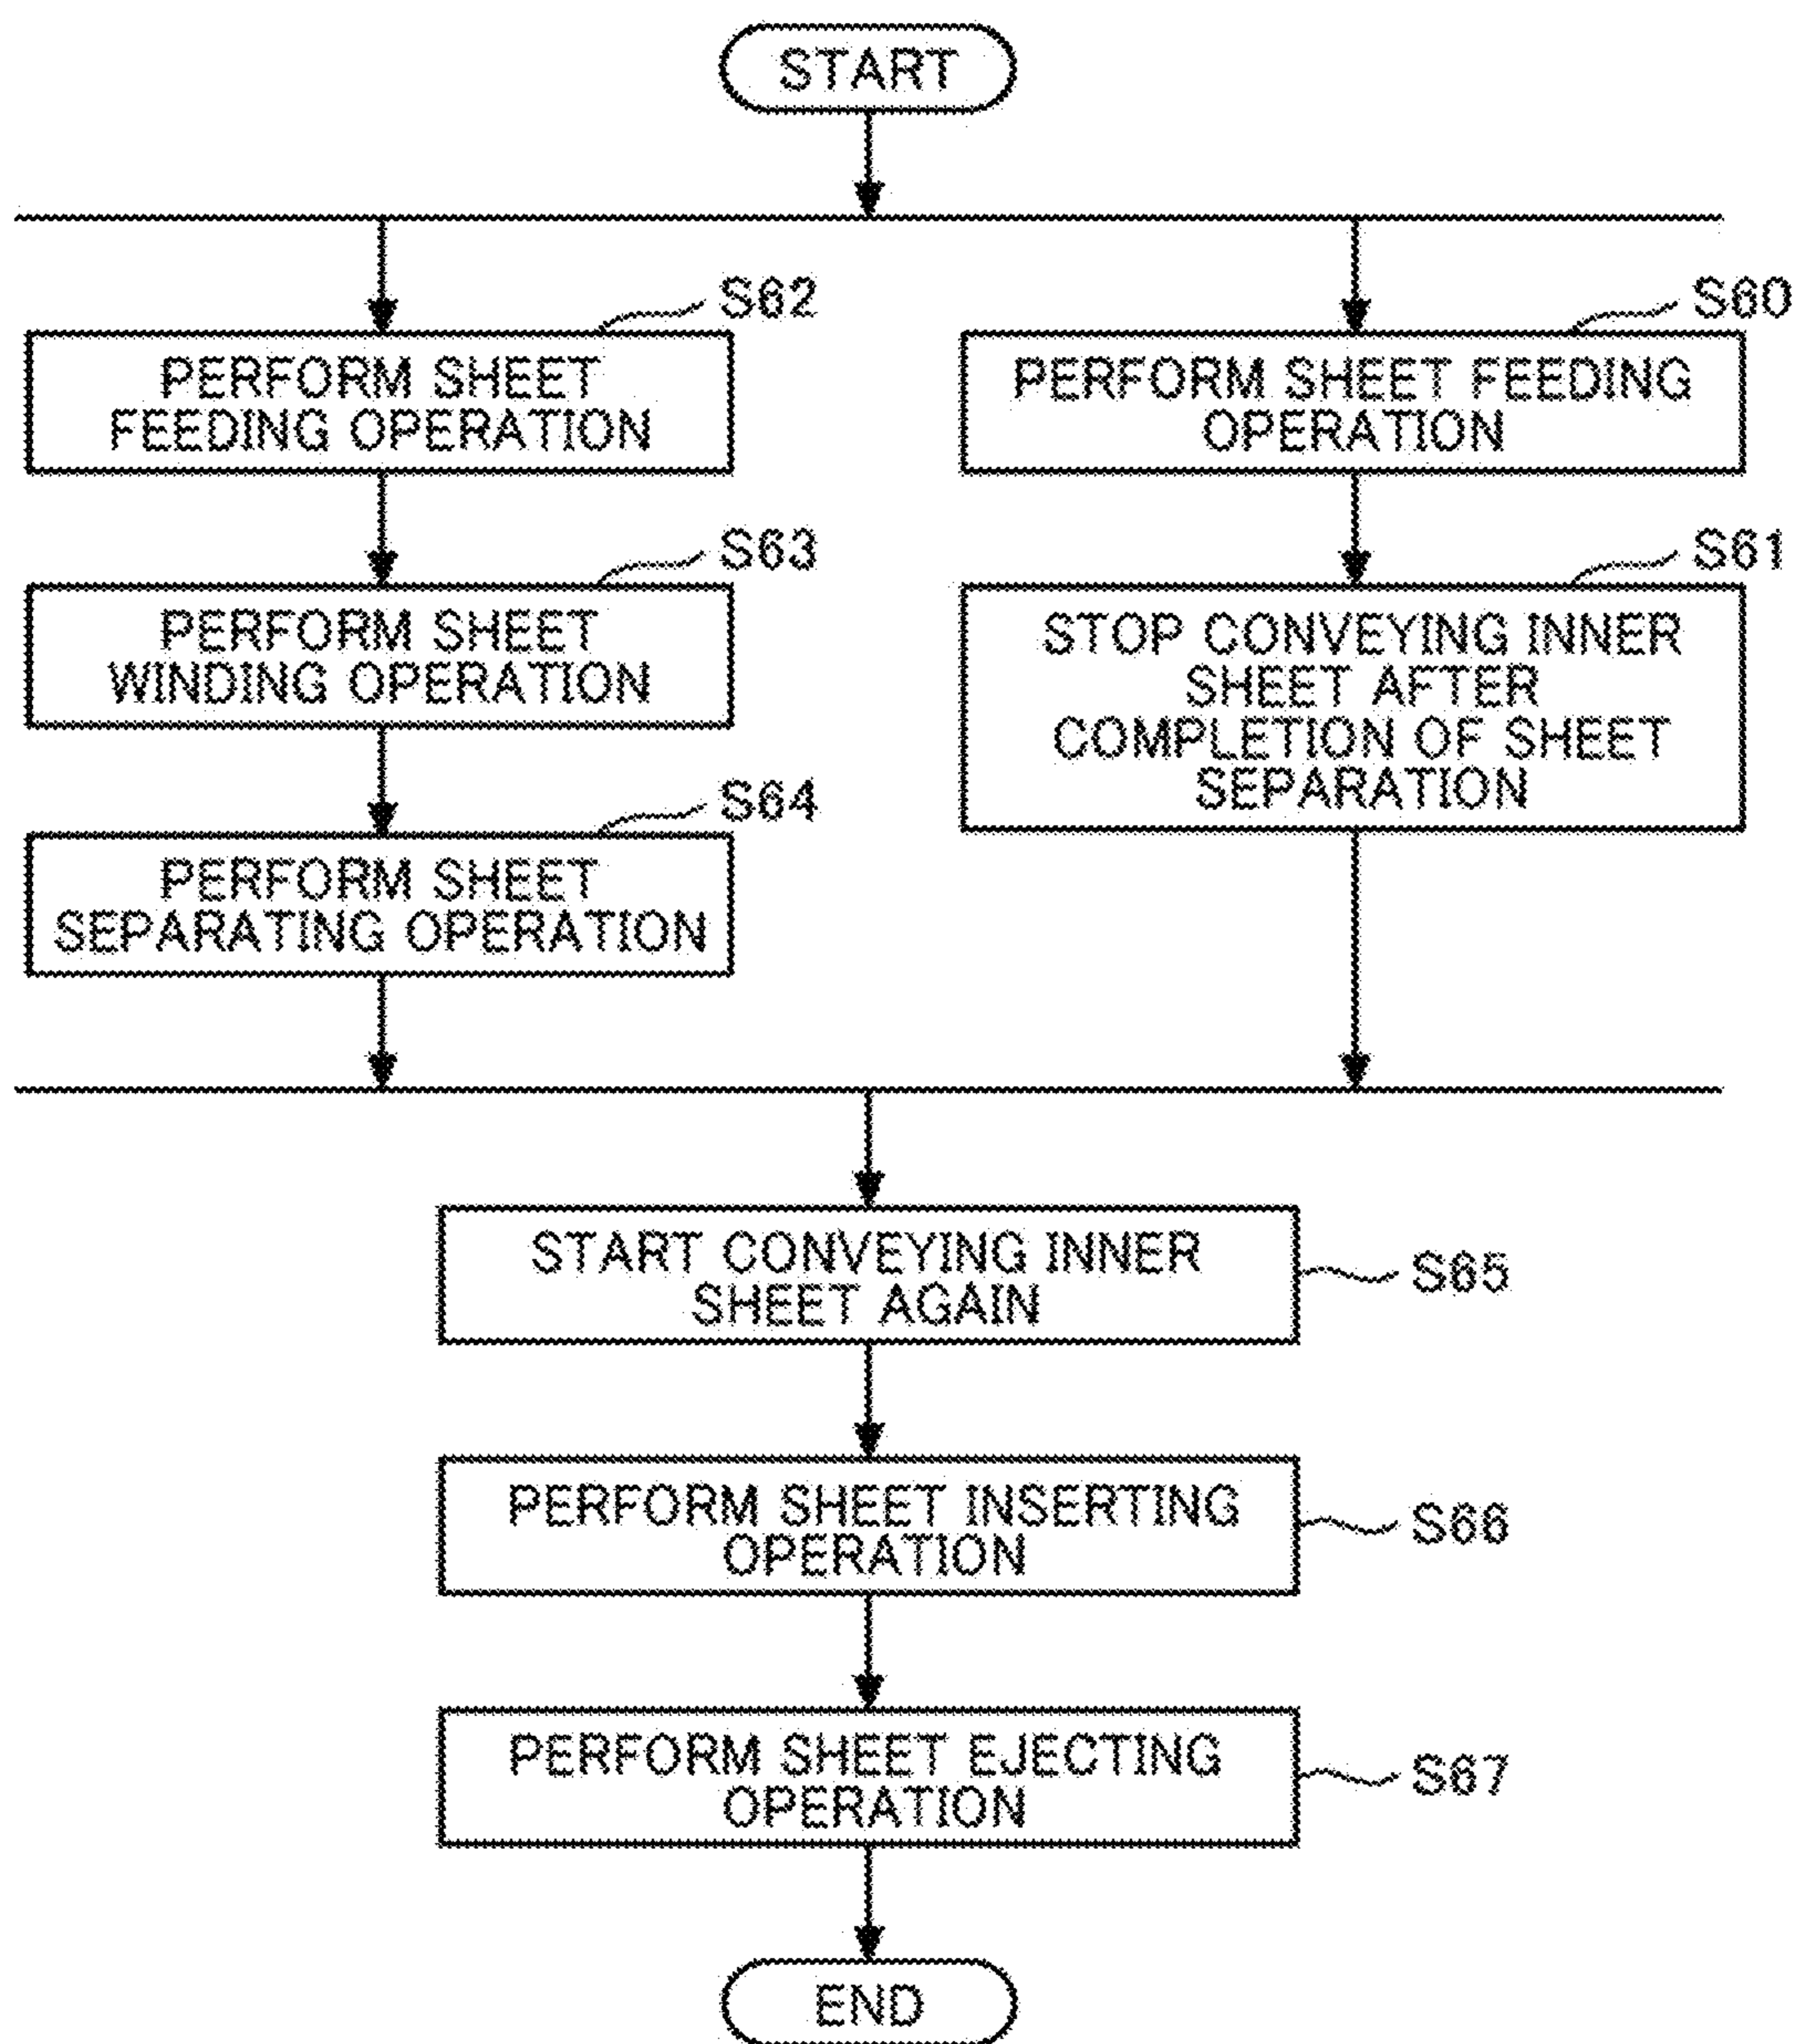 START
S62
PERFORM SHEET
FEEDING OPERATION
S63
PERFORM SHEET
WINDING OPERATION
S64
PERFORM SHEET
SEPARATING OPERATION
S60
PERFORM SHEET FEEDING
OPERATION
S61
STOP CONVEYING INNER
SHEET AFTER
COMPLETION OF SHEET
SEPARATION
START CONVEYING INNER
SHEET AGAIN
S65
PERFORM SHEET INSERTING
OPERATION
S66
PERFORM SHEET EJECTING
OPERATION
S67
END